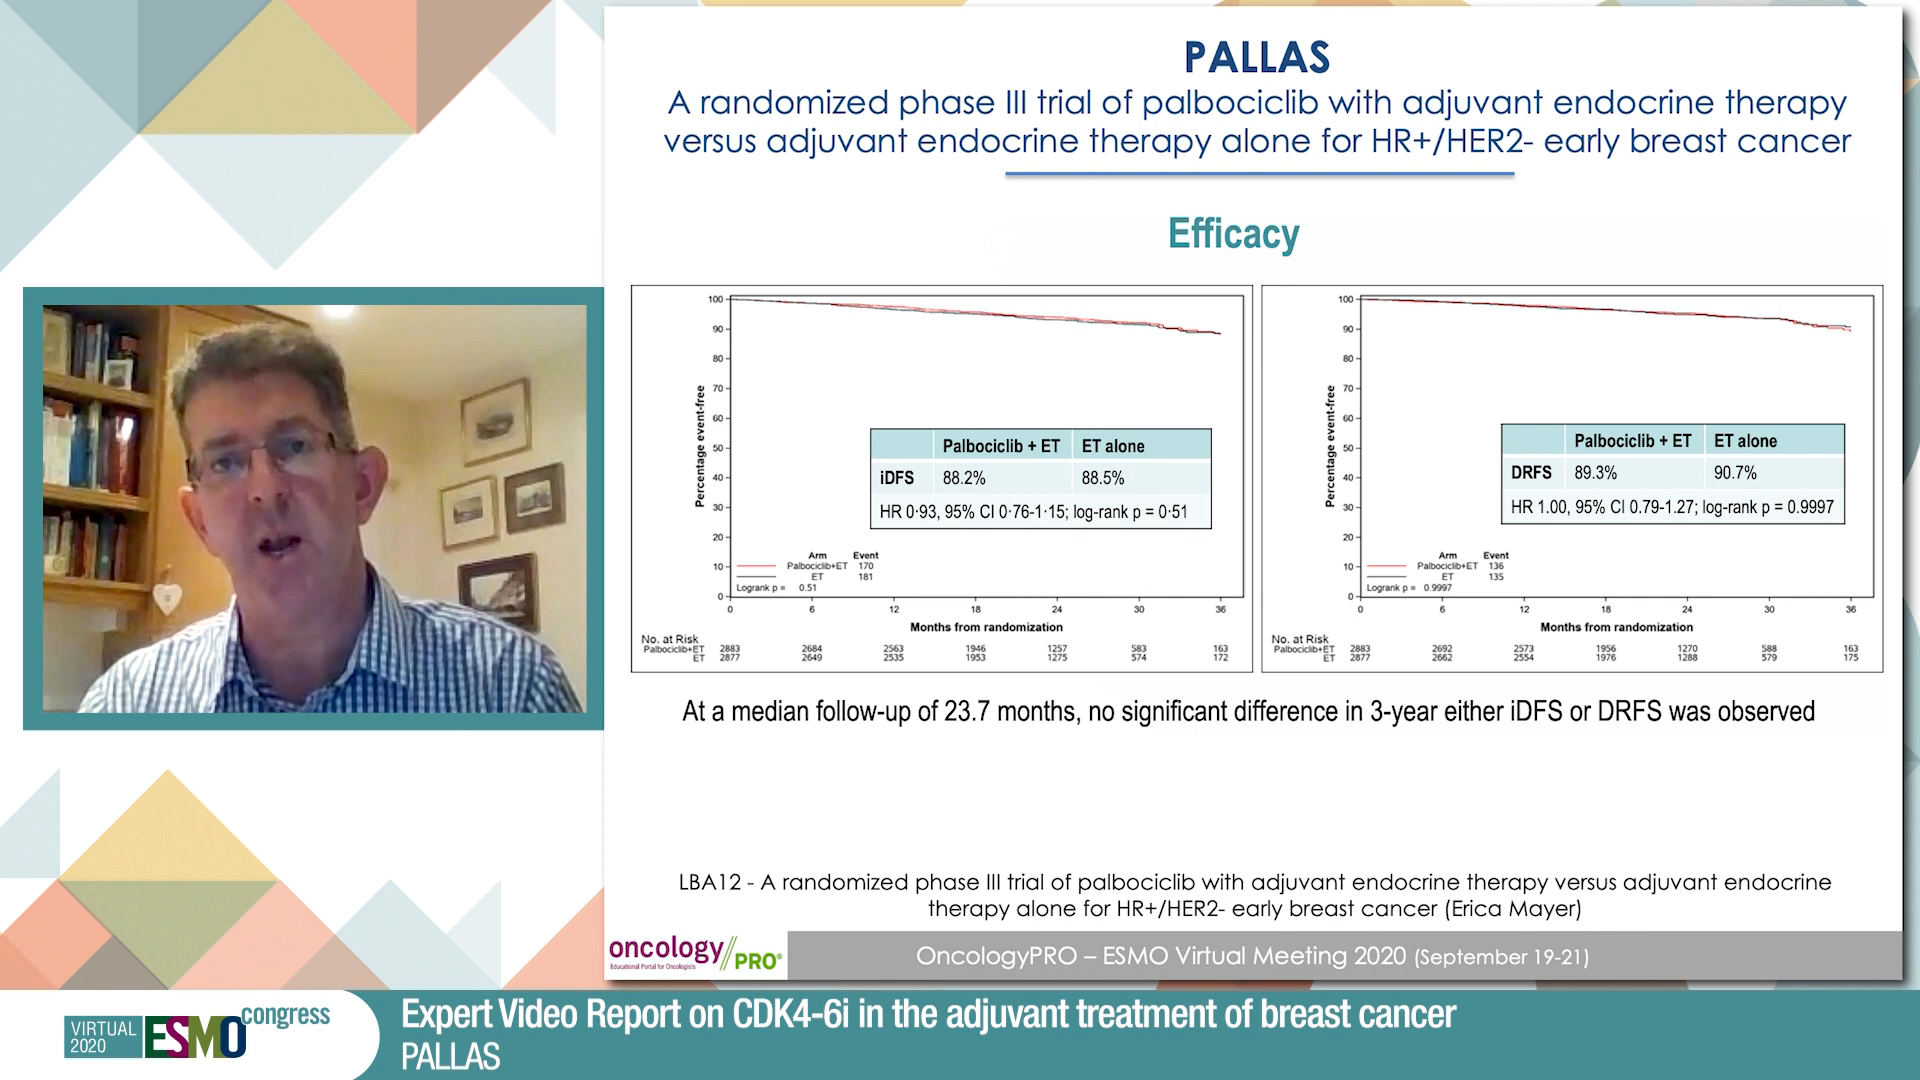 PALLAS
A randomized phase III trial of palbociclib with adjuvant endocrine therapy
versus adjuvant endocrine therapy alone for HR+/HER2- early breast cancer
Efficacy
Percentage event-free
100
90
80
70
60
50
40
30
20
10
0
Palbociclib + ET ET alone
iDFS 88.2% 88.5%
HR 0·93, 95% CI 0·76-1·15; log-rank p = 0·51
Arm Event
Palbociclib+ET 170
ET 181
Logrank p = 0.51
0 6 12 18 24 30 36
Months from randomization
No. at Risk
Palbociclib+ET 2883 2684 2563 1946 1257 583 163
ET 2877 2649 2535 1953 1275 574 172
Percentage event-free
100
90
80
70
60
50
40
30
20
10
0
Palbociclib + ET ET alone
DRFS 89.3% 90.7%
HR 1.00, 95% CI 0.79-1.27; log-rank p = 0.9997
Arm Event
Palbociclib+ET 136
ET 135
Logrank p = 0.9997
0 6 12 18 24 30 36
Months from randomization
No. at Risk
Palbociclib+ET 2883 2692 2573 1956 1270 588 163
ET 2877 2662 2554 1976 1288 579 175
At a median follow-up of 23.7 months, no significant difference in 3-year either iDFS or DRFS was observed
LBA12 - A randomized phase III trial of palbociclib with adjuvant endocrine therapy versus adjuvant endocrine
therapy alone for HR+/HER2- early breast cancer (Erica Mayer)
oncology//PRO®
Educational Portal for Oncologists
OncologyPRO – ESMO Virtual Meeting 2020 (September 19-21)
VIRTUAL
2020
ESMO congress
Expert Video Report on CDK4-6i in the adjuvant treatment of breast cancer
PALLAS